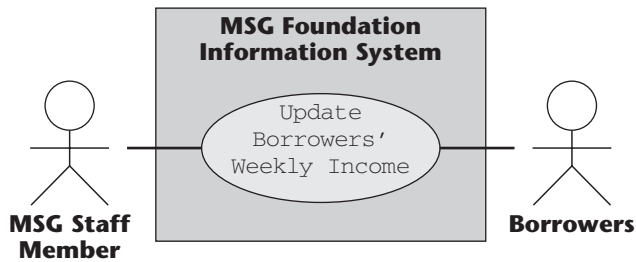 MSG Foundation
Information System
Update
Borrowers’
Weekly Income
MSG Staff
Member
Borrowers